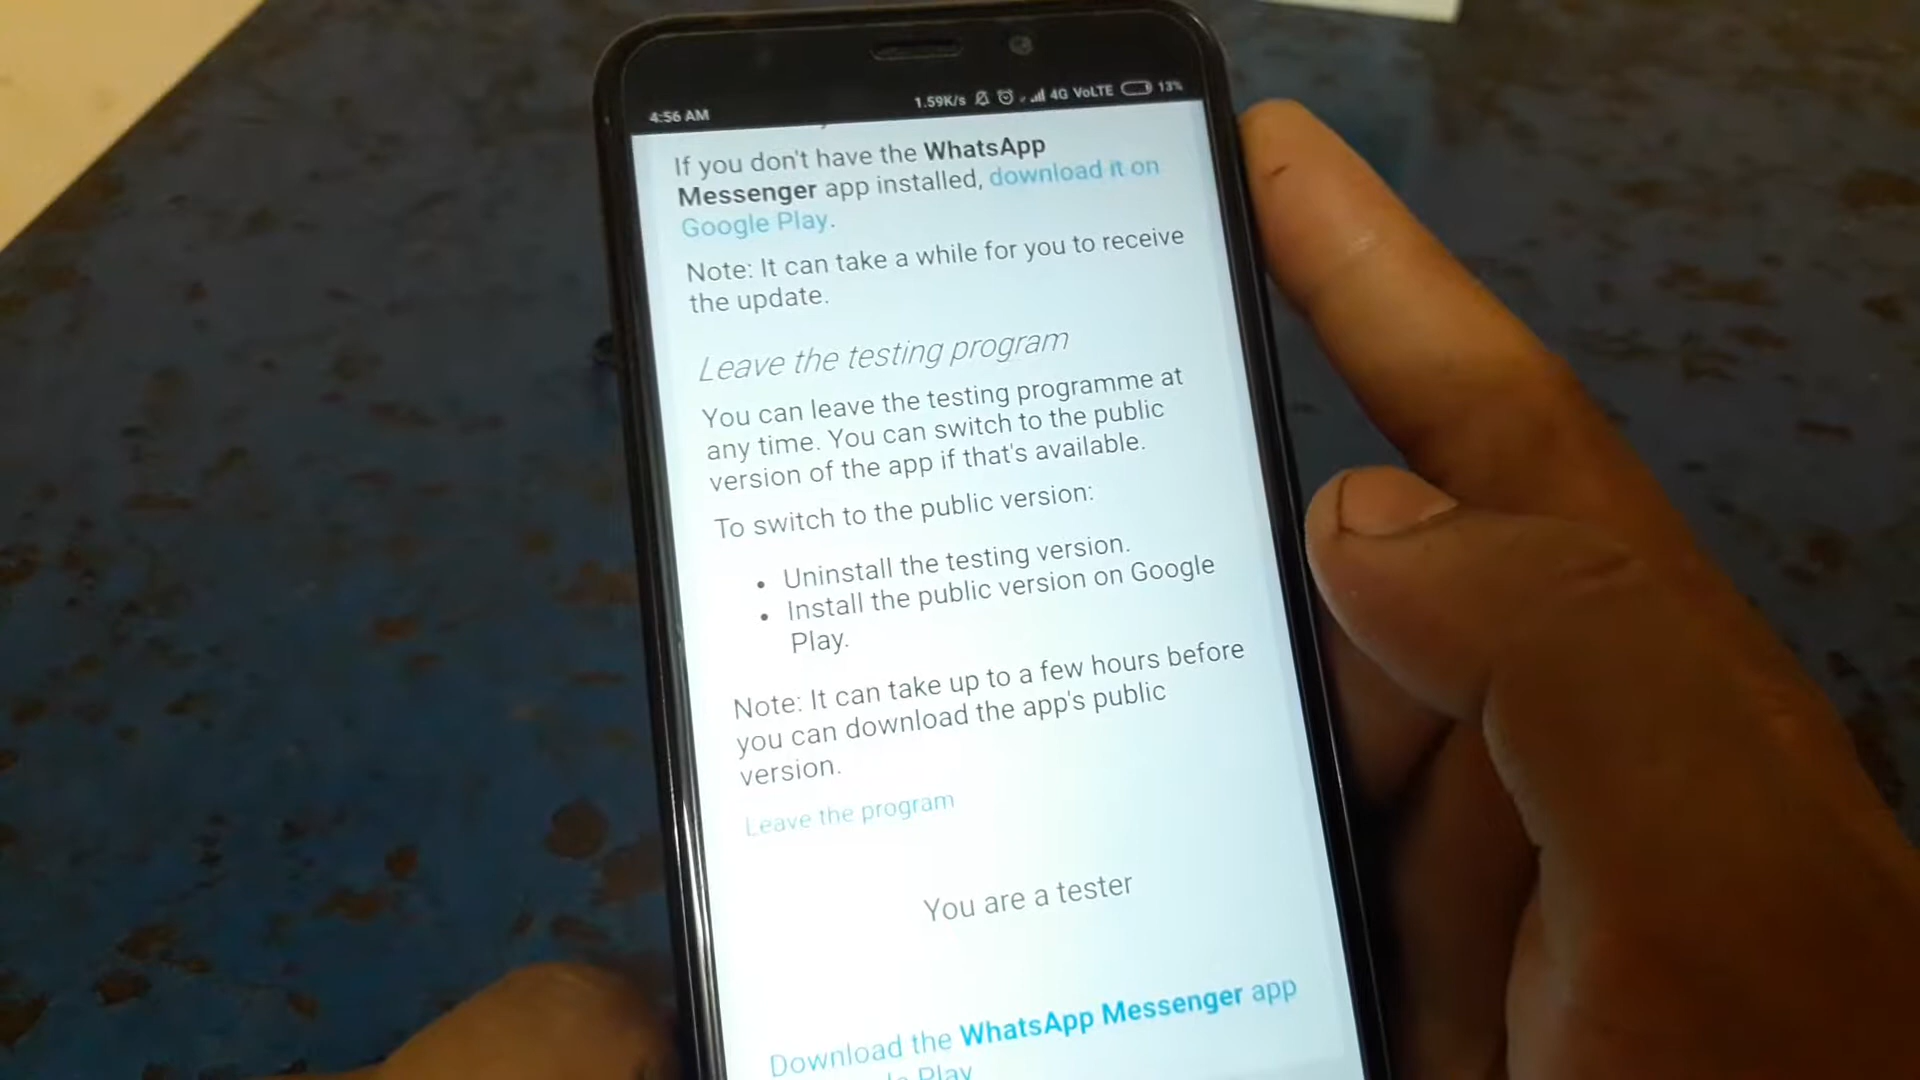 4:56 AM 1.59K/s 4G VoLTE 13%
If you don't have the WhatsApp
Messenger app installed, download it on
Google Play.
Note: It can take a while for you to receive
the update.
Leave the testing program
You can leave the testing programme at
any time. You can switch to the public
version of the app if that's available.
To switch to the public version:
• Uninstall the testing version.
• Install the public version on Google
Play.
Note: It can take up to a few hours before
you can download the app's public
version.
Leave the program
You are a tester
Download the WhatsApp Messenger app
Play